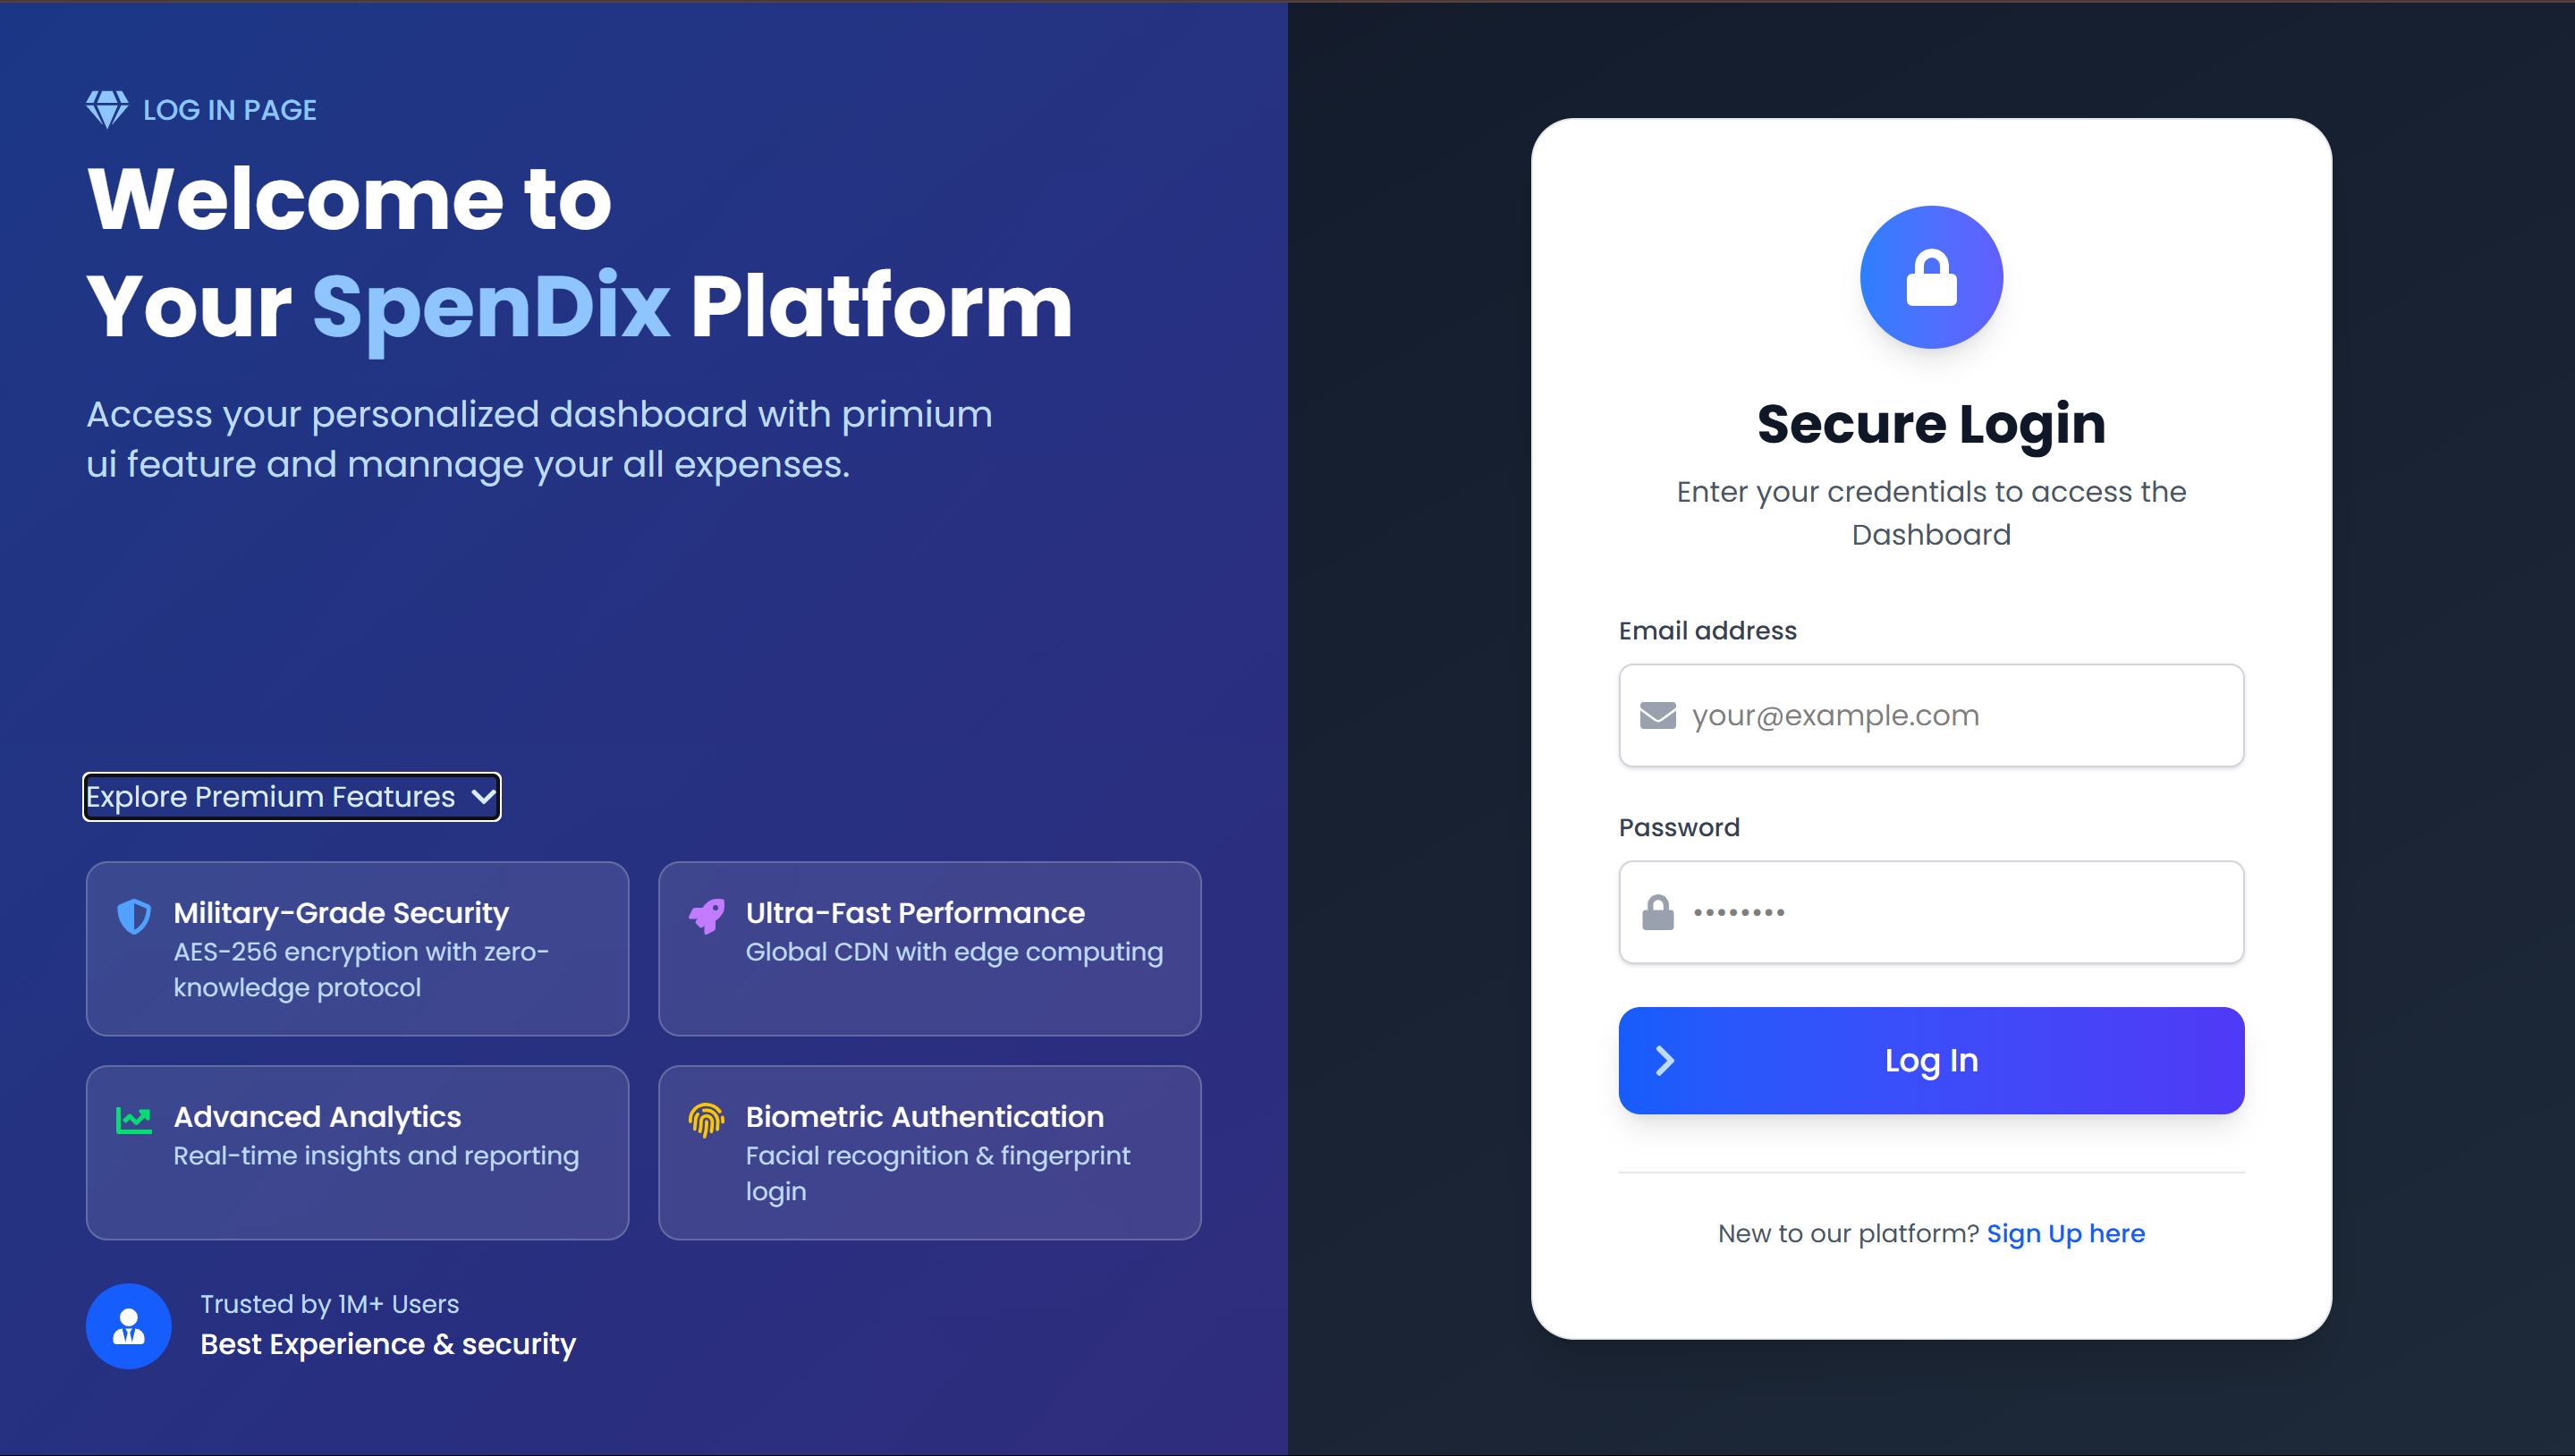 LOG IN PAGE
Welcome to
Your SpenDix Platform
Access your personalized dashboard with primium
ui feature and mannage your all expenses.
Explore Premium Features
Military-Grade Security
AES-256 encryption with zero-
knowledge protocol
Ultra-Fast Performance
Global CDN with edge computing
Advanced Analytics
Real-time insights and reporting
Biometric Authentication
Facial recognition & fingerprint
login
Trusted by 1M+ Users
Best Experience & security
Secure Login
Enter your credentials to access the
Dashboard
Email address
your@example.com
Password
••••••••
Log In
New to our platform? Sign Up here